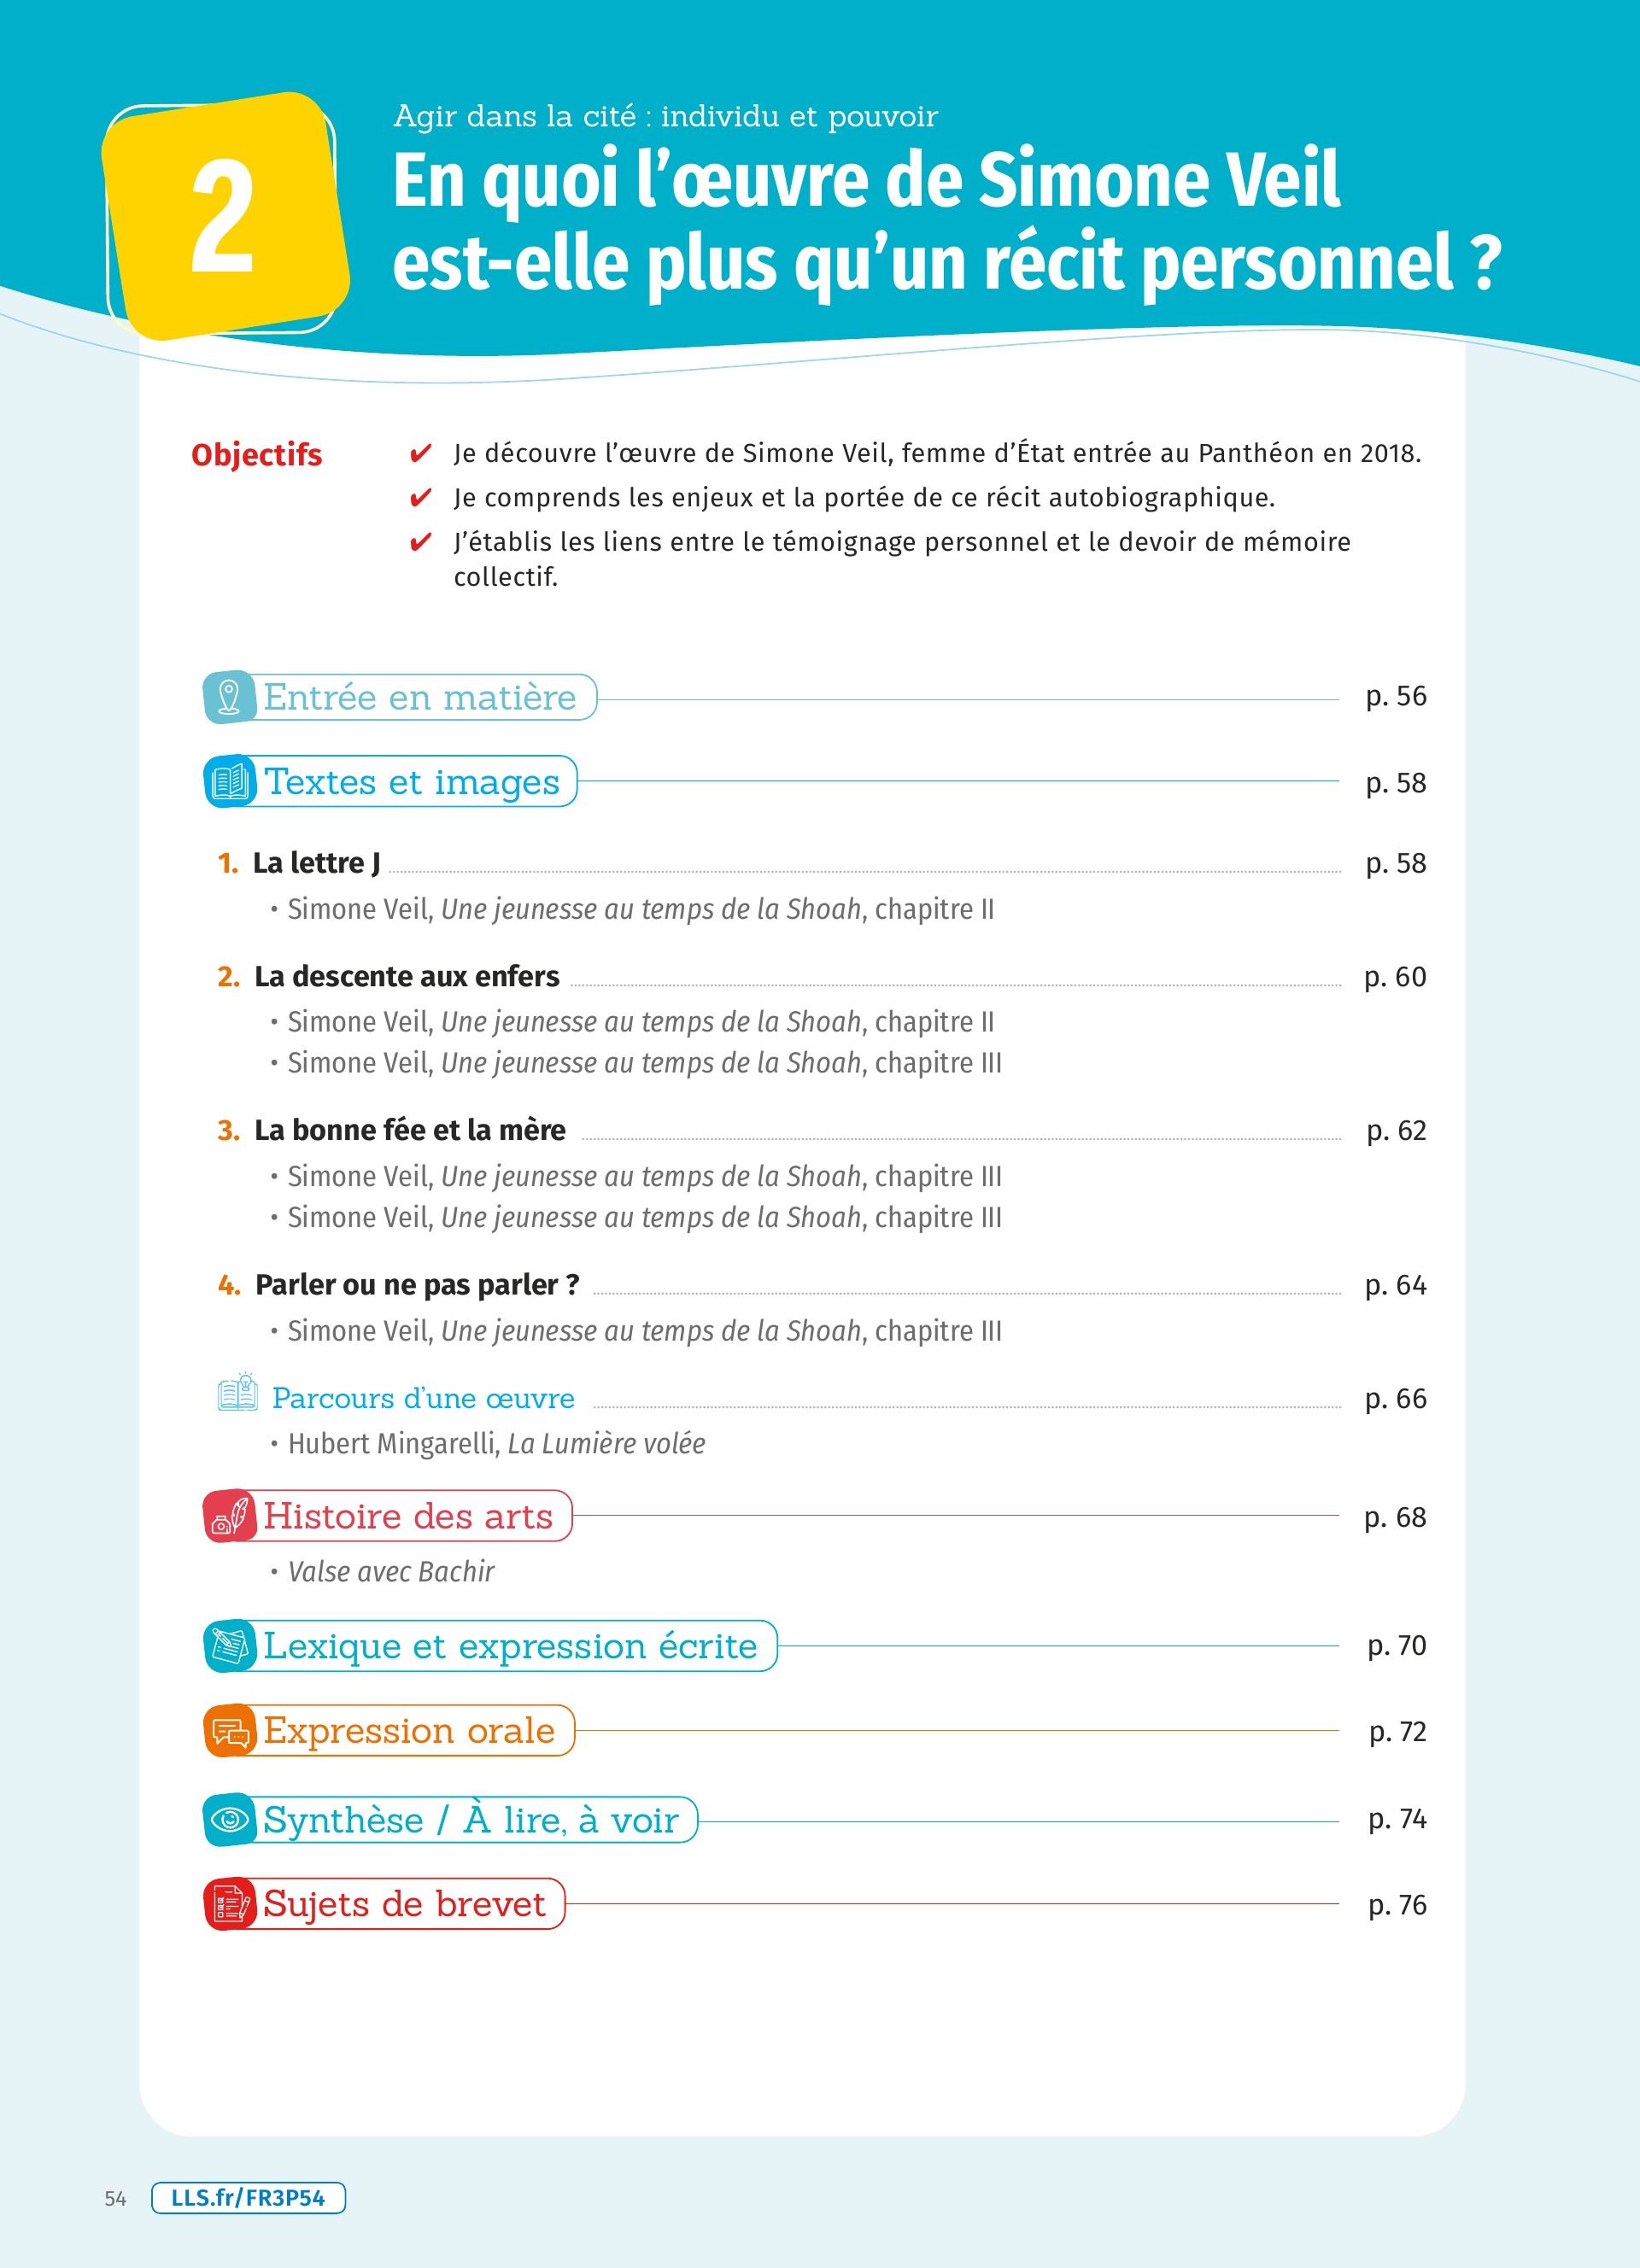 Agir dans la cité : individu et pouvoir
2
En quoi l’œuvre de Simone Veil
est-elle plus qu’un récit personnel ?
Objectifs
✔ Je découvre l’œuvre de Simone Veil, femme d’État entrée au Panthéon en 2018.
✔ Je comprends les enjeux et la portée de ce récit autobiographique.
✔ J’établis les liens entre le témoignage personnel et le devoir de mémoire
collectif.
Entrée en matière p. 56
Textes et images p. 58
1. La lettre J p. 58
• Simone Veil, Une jeunesse au temps de la Shoah, chapitre II
2. La descente aux enfers p. 60
• Simone Veil, Une jeunesse au temps de la Shoah, chapitre II
• Simone Veil, Une jeunesse au temps de la Shoah, chapitre III
3. La bonne fée et la mère p. 62
• Simone Veil, Une jeunesse au temps de la Shoah, chapitre III
• Simone Veil, Une jeunesse au temps de la Shoah, chapitre III
4. Parler ou ne pas parler ? p. 64
• Simone Veil, Une jeunesse au temps de la Shoah, chapitre III
Parcours d’une œuvre p. 66
• Hubert Mingarelli, La Lumière volée
Histoire des arts p. 68
• Valse avec Bachir
Lexique et expression écrite p. 70
Expression orale p. 72
Synthèse / À lire, à voir p. 74
Sujets de brevet p. 76
54 LLS.fr/FR3P54